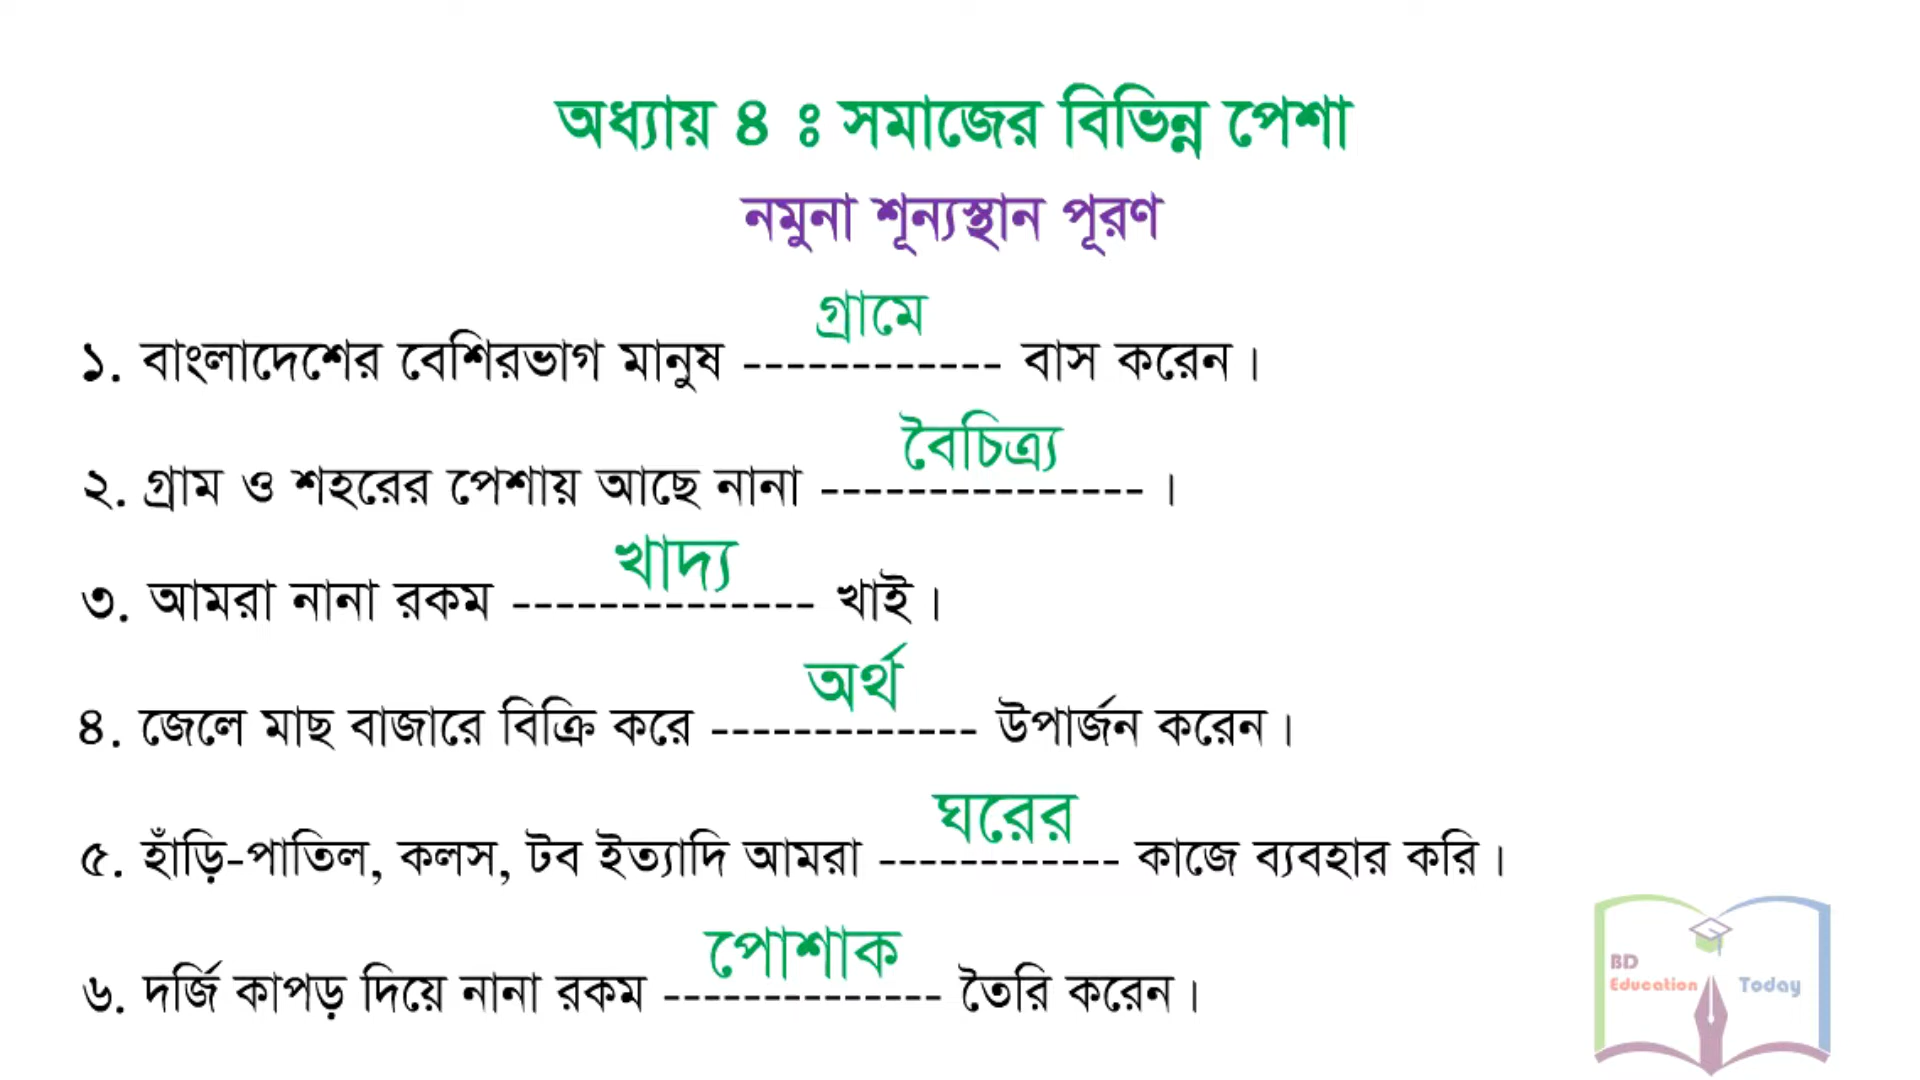 অধ্যায় ৪ ঃ সমাজের বিভিন্ন পেশা
নমুনা শূন্যস্থান পূরণ
গ্রামে
১. বাংলাদেশের বেশিরভাগ মানুষ ------------ বাস করেন।
বৈচিত্র্য
২. গ্রাম ও শহরের পেশায় আছে নানা --------------- ।
খাদ্য
৩. আমরা নানা রকম -------------- খাই।
অর্থ
৪. জেলে মাছ বাজারে বিক্রি করে ------------- উপার্জন করেন।
ঘরের
৫. হাঁড়ি-পাতিল, কলস, টব ইত্যাদি আমরা ------------ কাজে ব্যবহার করি।
পোশাক
৬. দর্জি কাপড় দিয়ে নানা রকম -------------- তৈরি করেন।
BD
Education Today